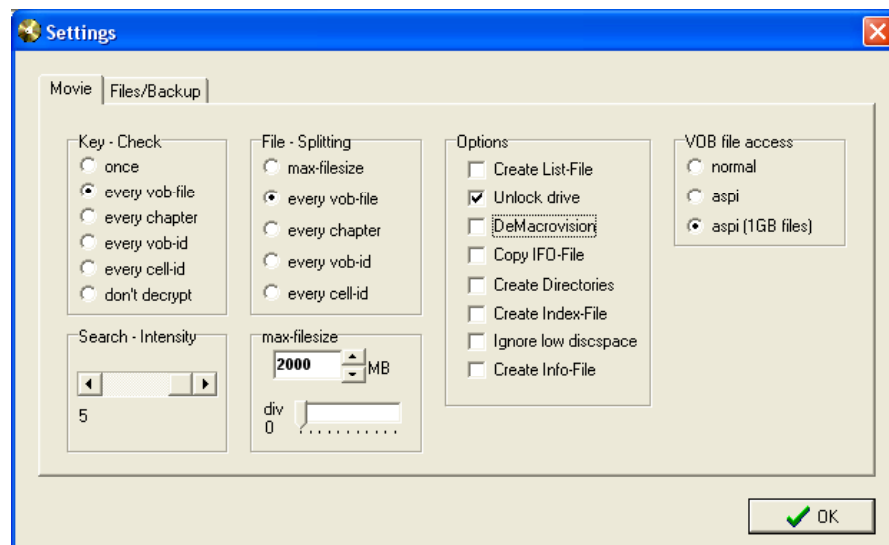 Settings
Movie
Files/Backup
Key - Check
once
every vob-file
every chapter
every vob-id
every cell-id
don't decrypt
File - Splitting
max-filesize
every vob-file
every chapter
every vob-id
every cell-id
Options
Create List-File
Unlock drive
DeMacrovision
Copy IFO-File
Create Directories
Create Index-File
Ignore low discspace
Create Info-File
VOB file access
normal
aspi
aspi (1GB files)
Search - Intensity
5
max-filesize
2000 MB
div
0
OK